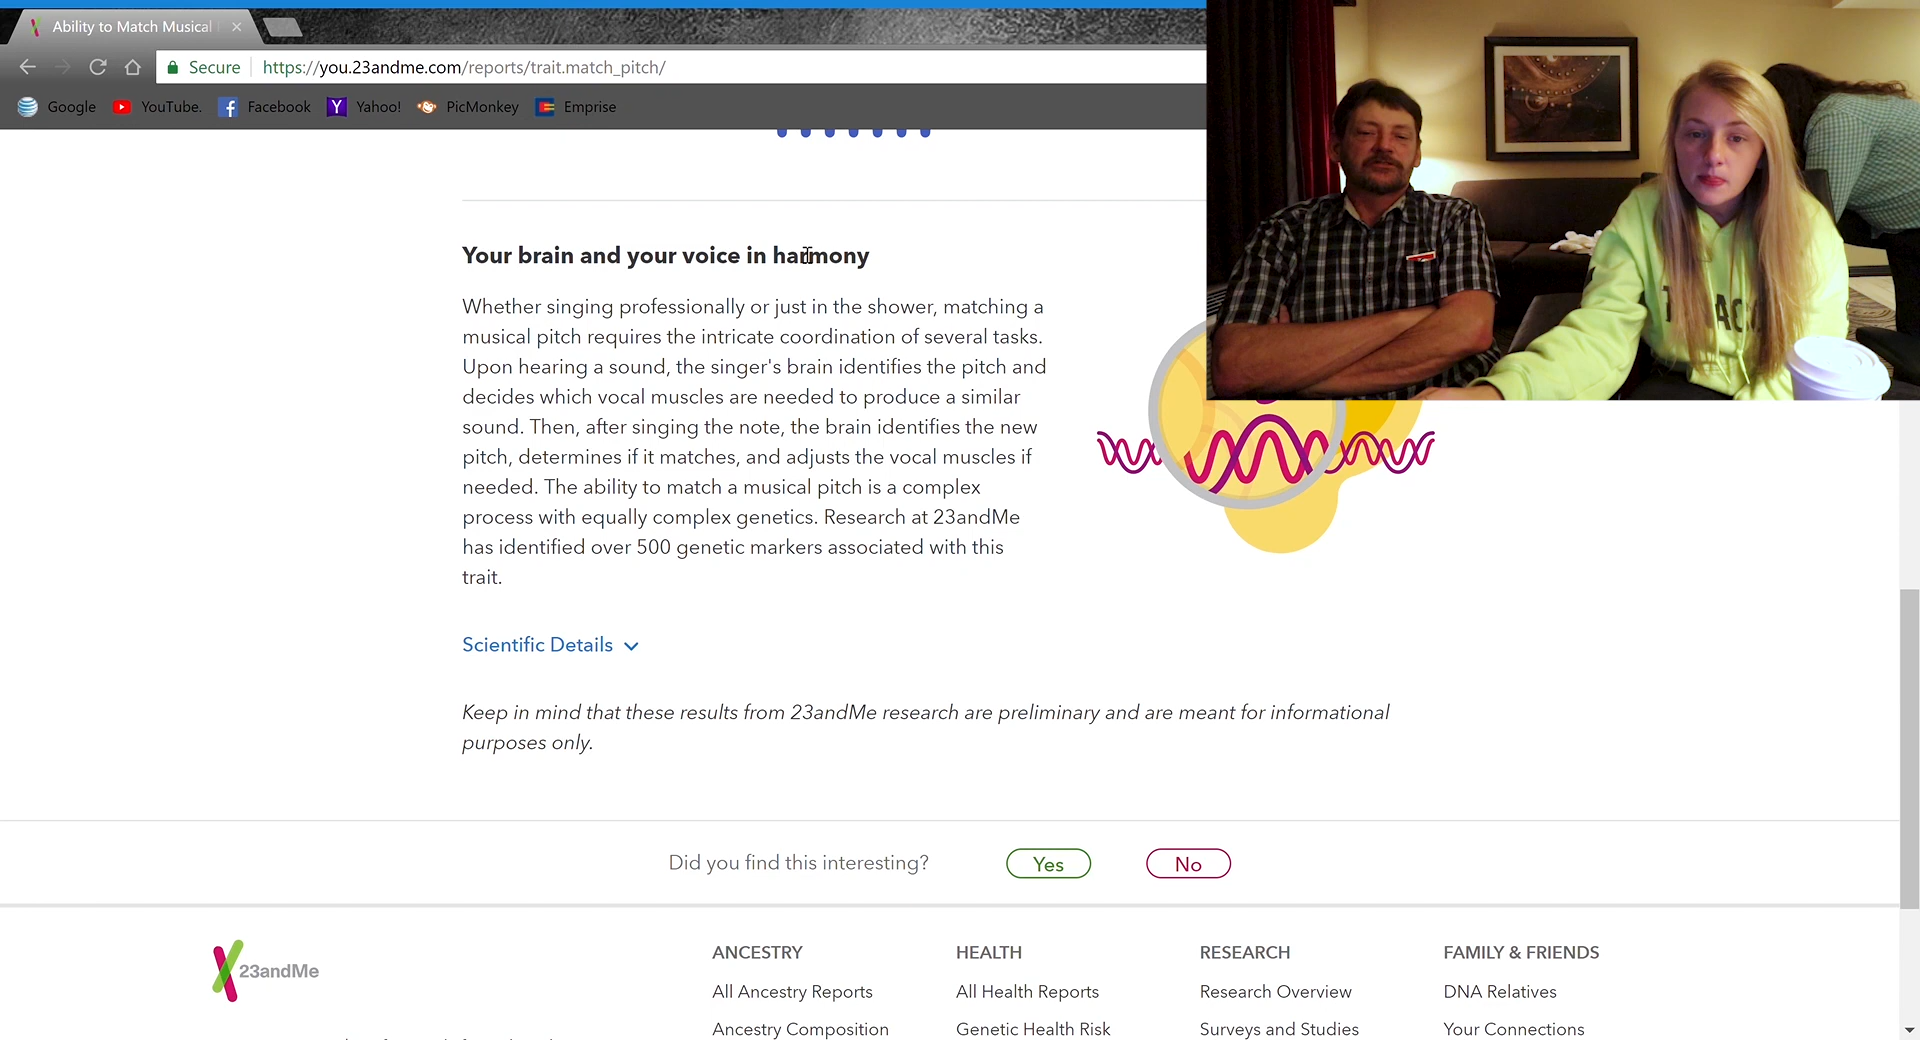 Ability to Match Musical
Secure https://you.23andme.com/reports/trait.match_pitch/
Google YouTube. Facebook Yahoo! PicMonkey Emprise
Your brain and your voice in harmony
Whether singing professionally or just in the shower, matching a
musical pitch requires the intricate coordination of several tasks.
Upon hearing a sound, the singer's brain identifies the pitch and
decides which vocal muscles are needed to produce a similar
sound. Then, after singing the note, the brain identifies the new
pitch, determines if it matches, and adjusts the vocal muscles if
needed. The ability to match a musical pitch is a complex
process with equally complex genetics. Research at 23andMe
has identified over 500 genetic markers associated with this
trait.
Scientific Details
Keep in mind that these results from 23andMe research are preliminary and are meant for informational
purposes only.
Did you find this interesting? Yes No
23andMe
ANCESTRY HEALTH RESEARCH FAMILY & FRIENDS
All Ancestry Reports All Health Reports Research Overview DNA Relatives
Ancestry Composition Genetic Health Risk Surveys and Studies Your Connections